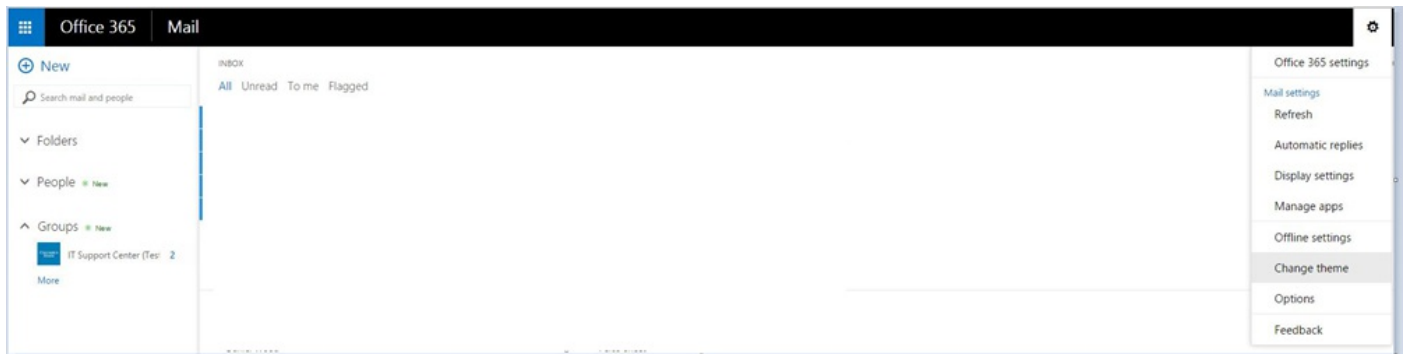 Office 365 Mail
New
Search mail and people
Folders
People New
Groups New
IT Support Center (Tes 2
More
INBOX
All Unread To me Flagged
Office 365 settings
Mail settings
Refresh
Automatic replies
Display settings
Manage apps
Offline settings
Change theme
Options
Feedback